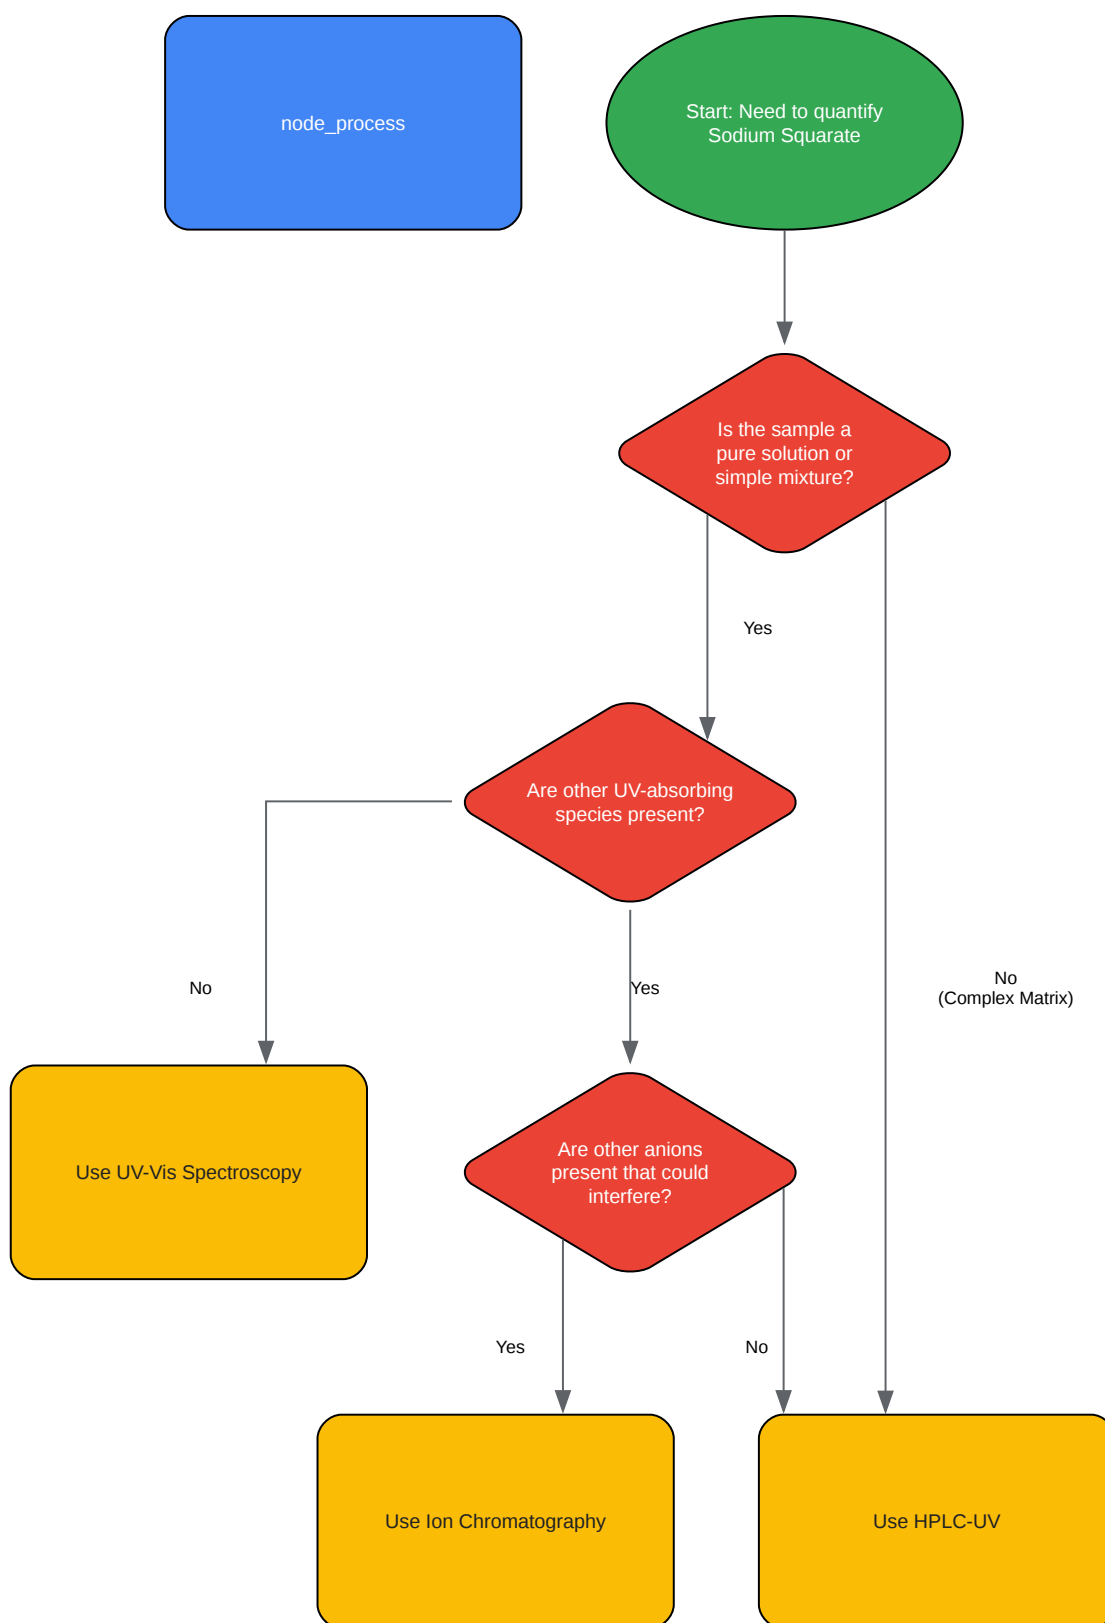 node_process
Start: Need to quantify
Sodium Squarate
Is the sample a
pure solution or
simple mixture?
Yes
Are other UV-absorbing
species present?
No
Yes
No
(Complex Matrix)
Use UV-Vis Spectroscopy
Are other anions
present that could
interfere?
Yes
No
Use Ion Chromatography
Use HPLC-UV